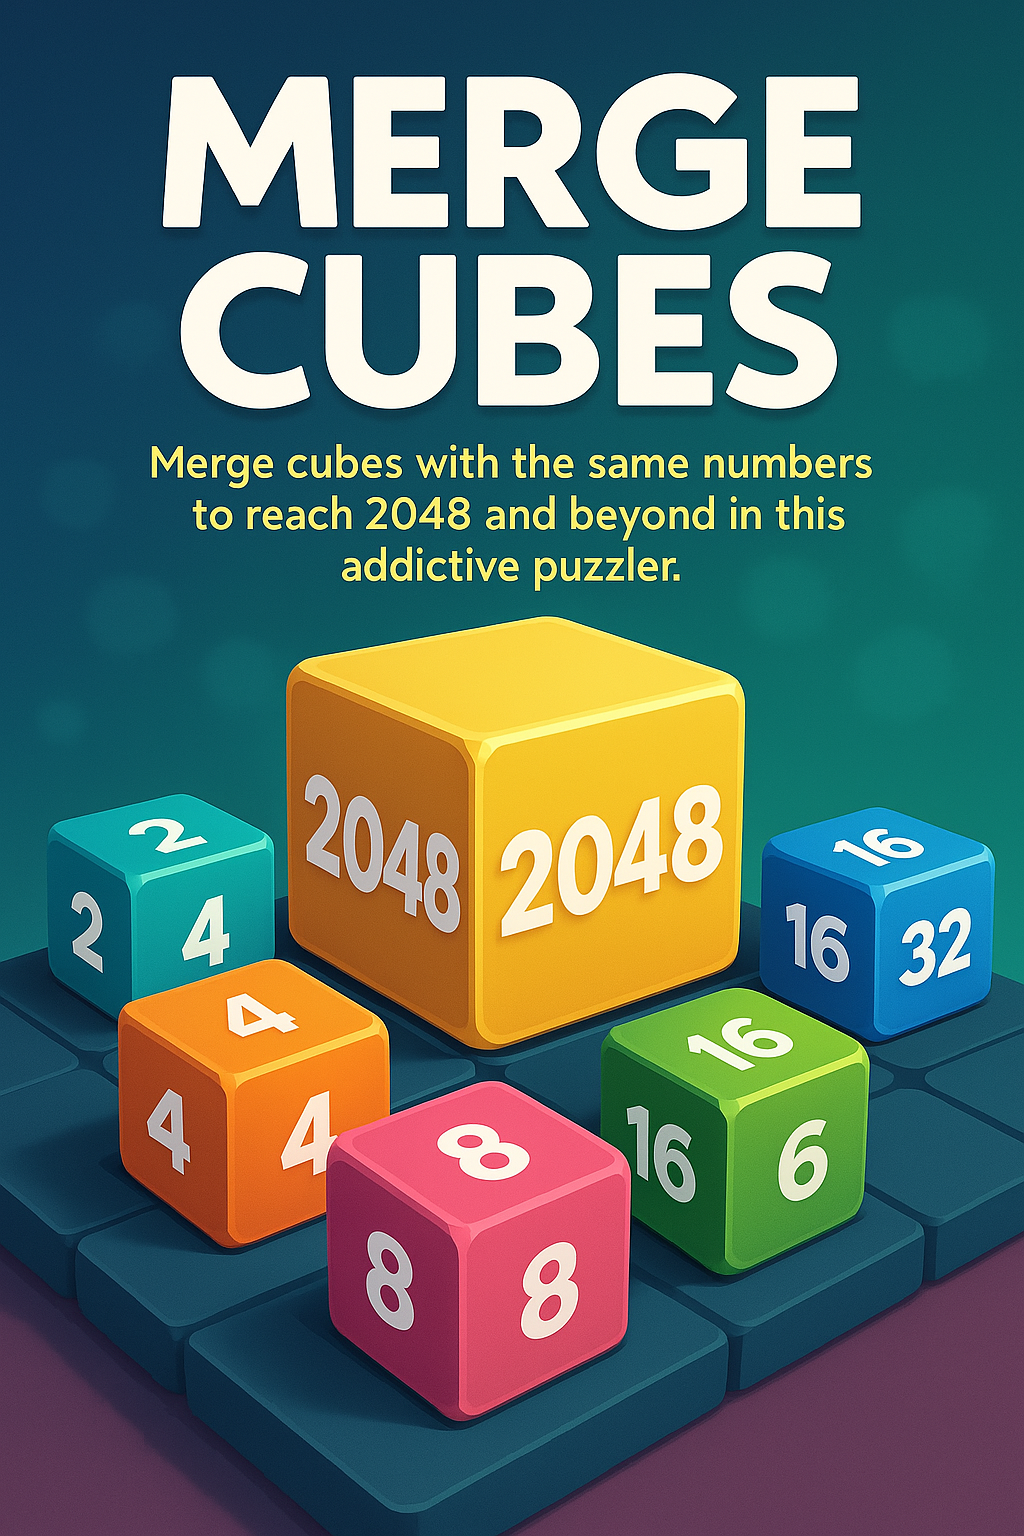 MERGE
CUBES
Merge cubes with the same numbers
to reach 2048 and beyond in this
addictive puzzler.
2048 2048
2
2 4
16
16 32
4
4 4
16
16 6
8
8 8